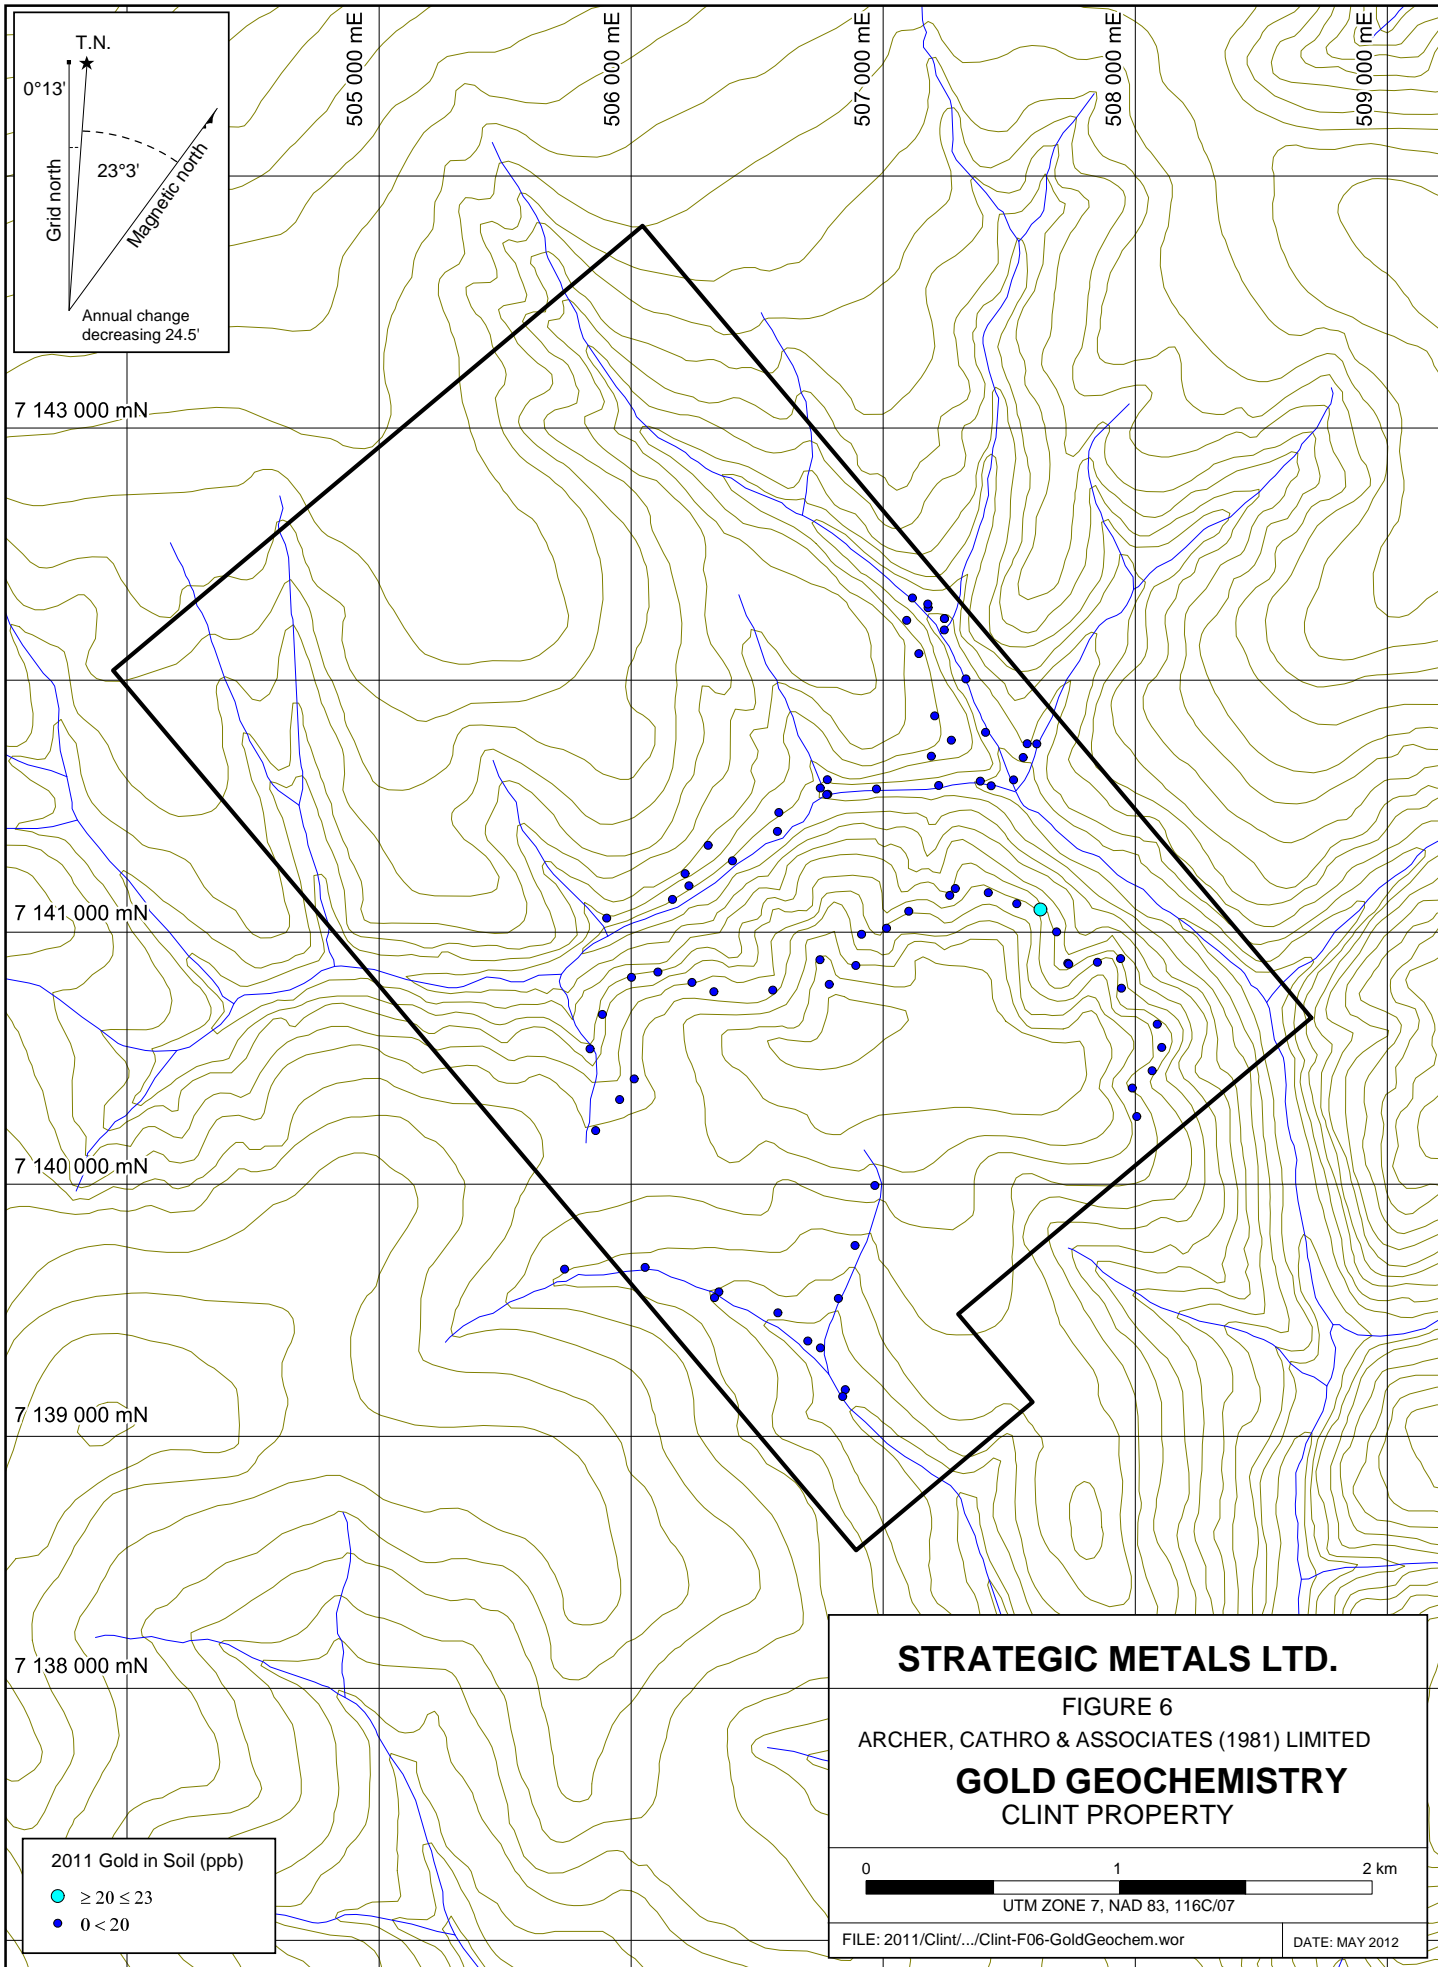 T.N.
0°13'
23°3'
Grid north
Magnetic north
Annual change
decreasing 24.5'
505 000 mE
506 000 mE
507 000 mE
508 000 mE
509 000 mE
7 143 000 mN
7 141 000 mN
7 140 000 mN
7 139 000 mN
7 138 000 mN
2011 Gold in Soil (ppb)
≥ 20 ≤ 23
0 < 20
STRATEGIC METALS LTD.
FIGURE 6
ARCHER, CATHRO & ASSOCIATES (1981) LIMITED
GOLD GEOCHEMISTRY
CLINT PROPERTY
0 1 2 km
UTM ZONE 7, NAD 83, 116C/07
FILE: 2011/Clint/.../Clint-F06-GoldGeochem.wor
DATE: MAY 2012